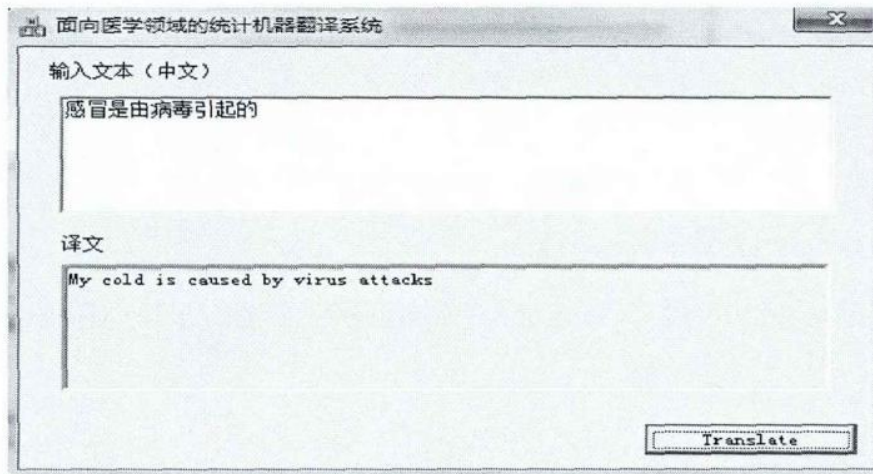 面向医学领域的统计机器翻译系统
输入文本（中文）
感冒是由病毒引起的
译文
My cold is caused by virus attacks
Translate